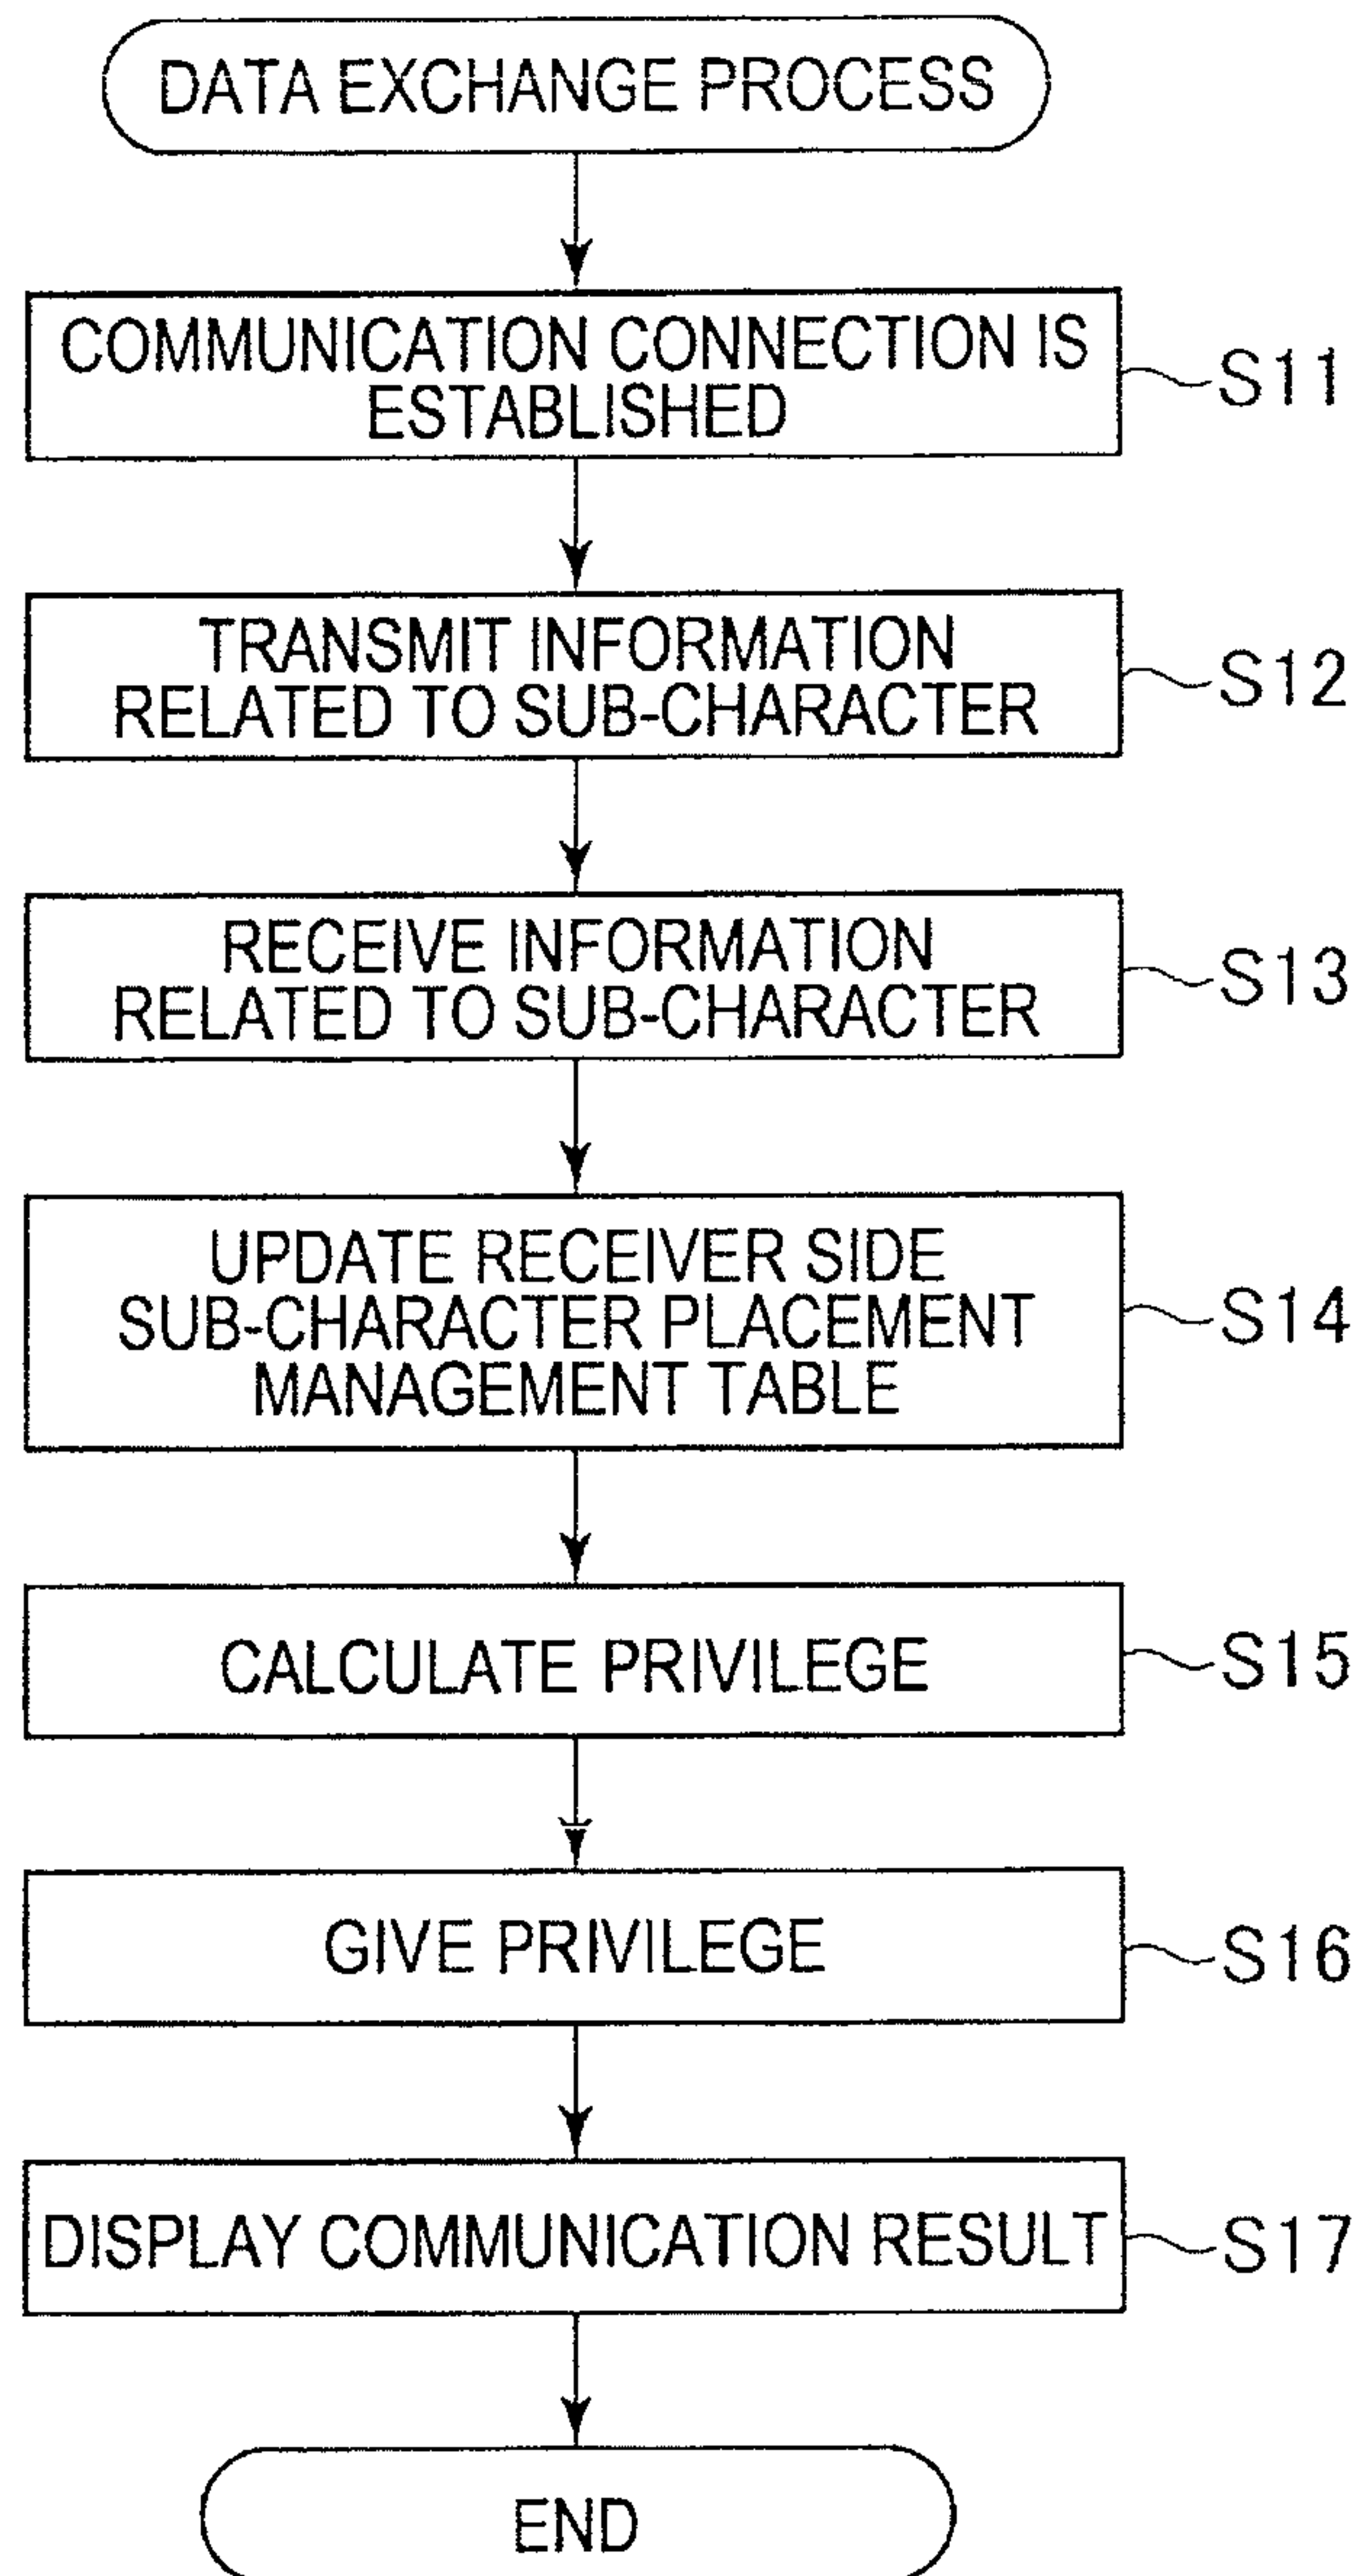 DATA EXCHANGE PROCESS
COMMUNICATION CONNECTION IS
ESTABLISHED
S11
TRANSMIT INFORMATION
RELATED TO SUB-CHARACTER
S12
RECEIVE INFORMATION
RELATED TO SUB-CHARACTER
S13
UPDATE RECEIVER SIDE
SUB-CHARACTER PLACEMENT
MANAGEMENT TABLE
S14
CALCULATE PRIVILEGE
S15
GIVE PRIVILEGE
S16
DISPLAY COMMUNICATION RESULT
S17
END